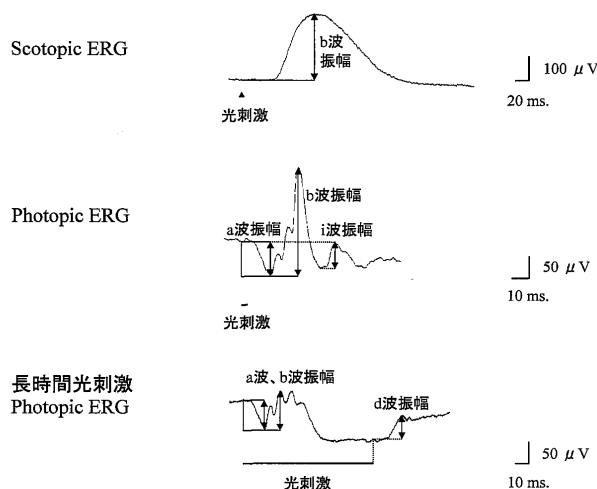 Scotopic ERG
b波
振幅
100 μV
20 ms.
光刺激
Photopic ERG
b波振幅
a波振幅
i波振幅
50 μV
10 ms.
光刺激
長時間光刺激
Photopic ERG
a波、b波振幅
d波振幅
50 μV
10 ms.
光刺激